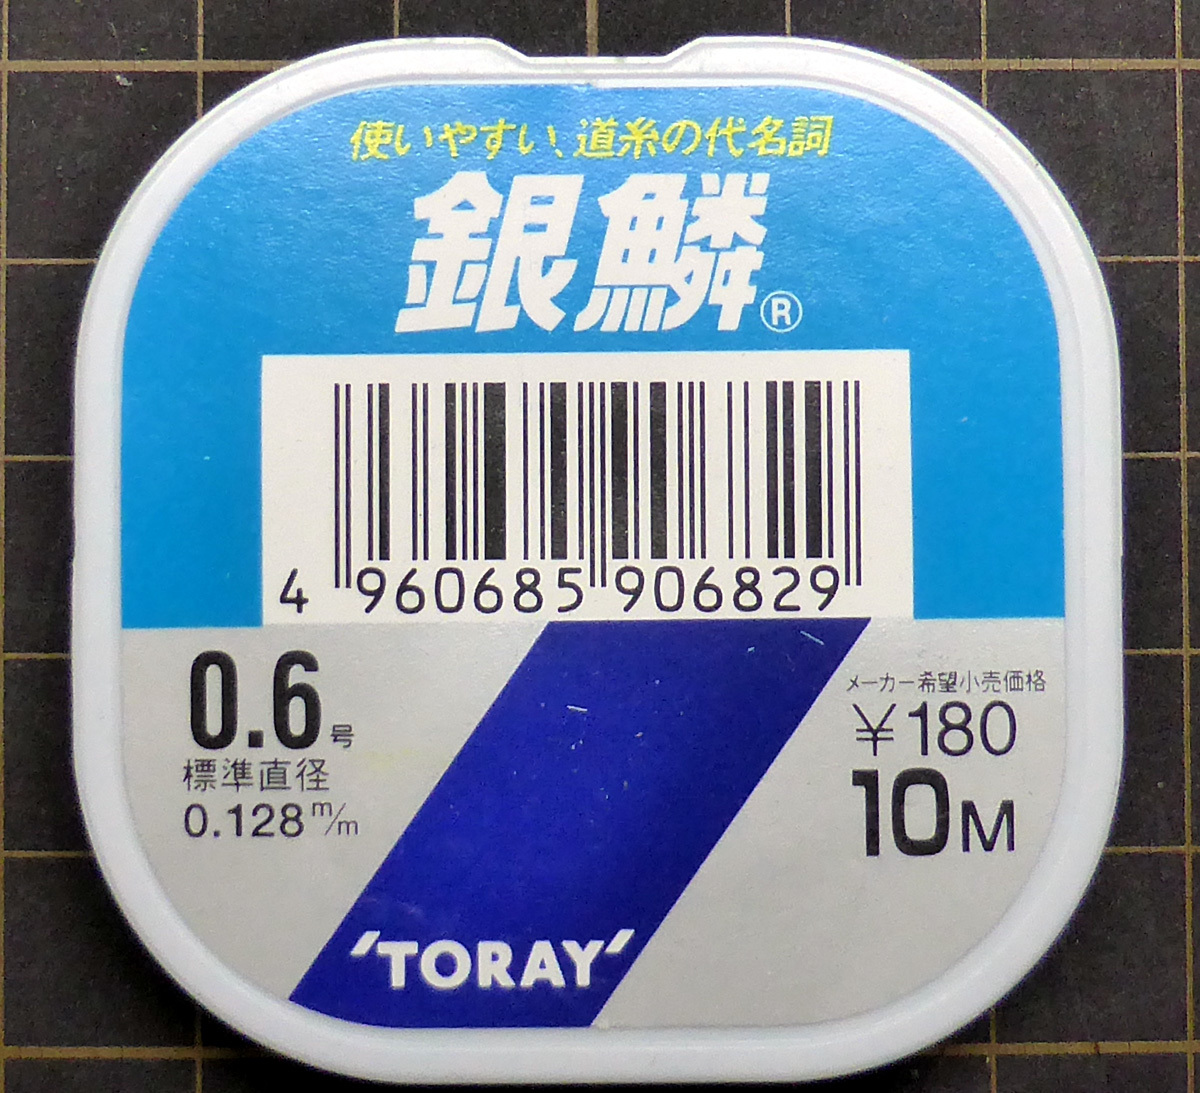 使いやすい、道糸の代名詞
銀鱗®
4 960685 906829
0.6号
標準直径
0.128m/m
メーカー希望小売価格
¥180
10M
'TORAY'